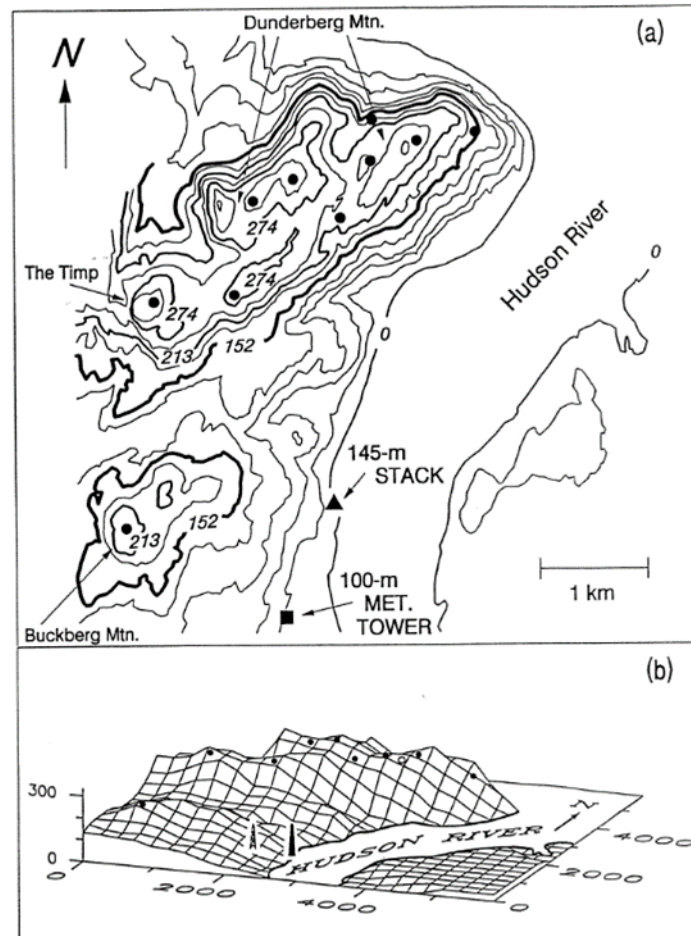 Dunderberg Mtn.
(a)
N
274
Hudson River
0
The Timp
274
274
213
152
0
145-m
STACK
152
213
100-m
MET.
TOWER
1 km
Buckberg Mtn.
(b)
300
0
HUDSON RIVER
N
0
2000
4000
0
2000
4000